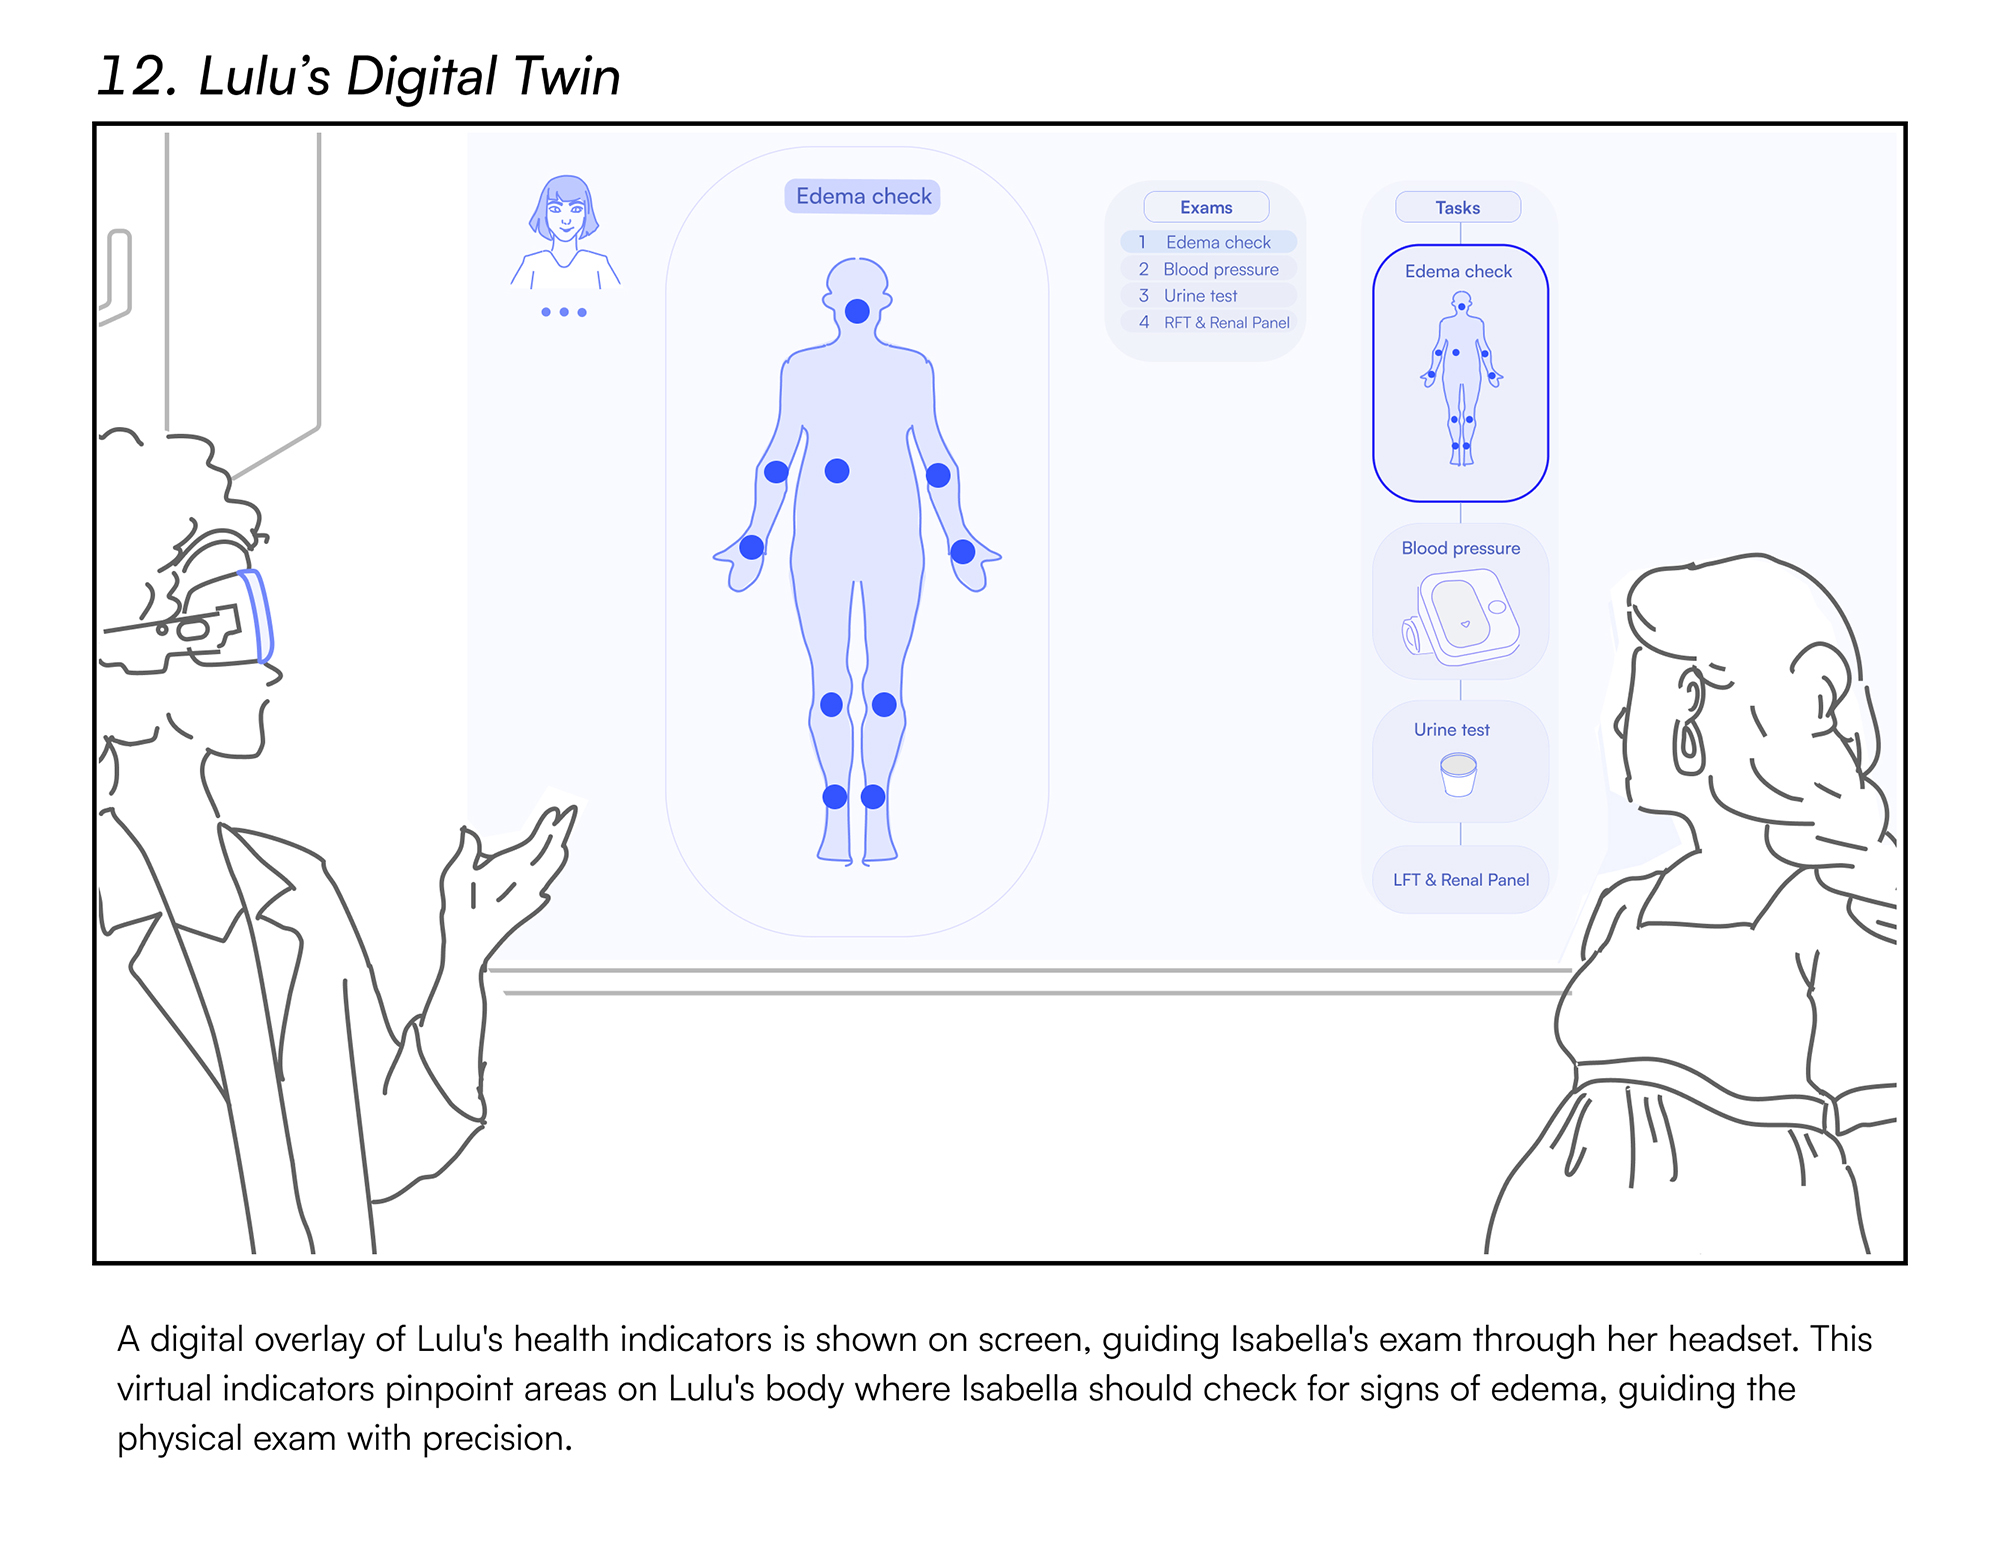 12. Lulu's Digital Twin
Edema check
Exams
1 Edema check
2 Blood pressure
3 Urine test
4 RFT & Renal Panel
Tasks
Edema check
Blood pressure
Urine test
LFT & Renal Panel
A digital overlay of Lulu's health indicators is shown on screen, guiding Isabella's exam through her headset. This
virtual indicators pinpoint areas on Lulu's body where Isabella should check for signs of edema, guiding the
physical exam with precision.